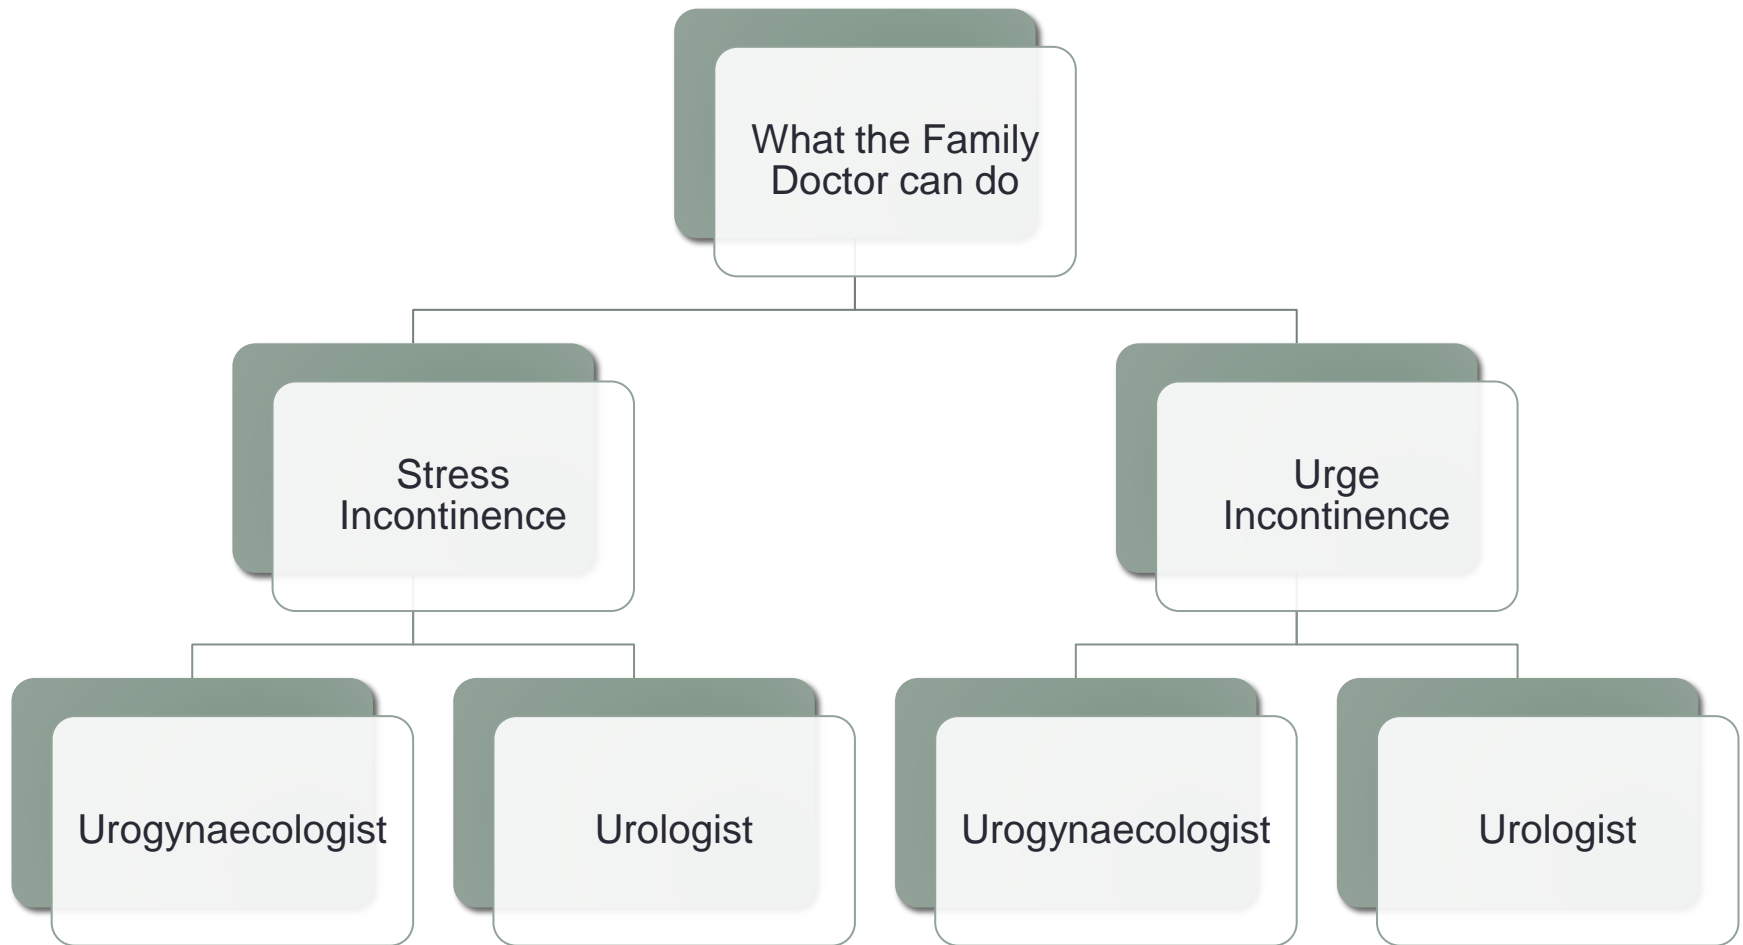 What the Family
Doctor can do
Stress
Incontinence
Urge
Incontinence
Urogynaecologist
Urologist
Urogynaecologist
Urologist